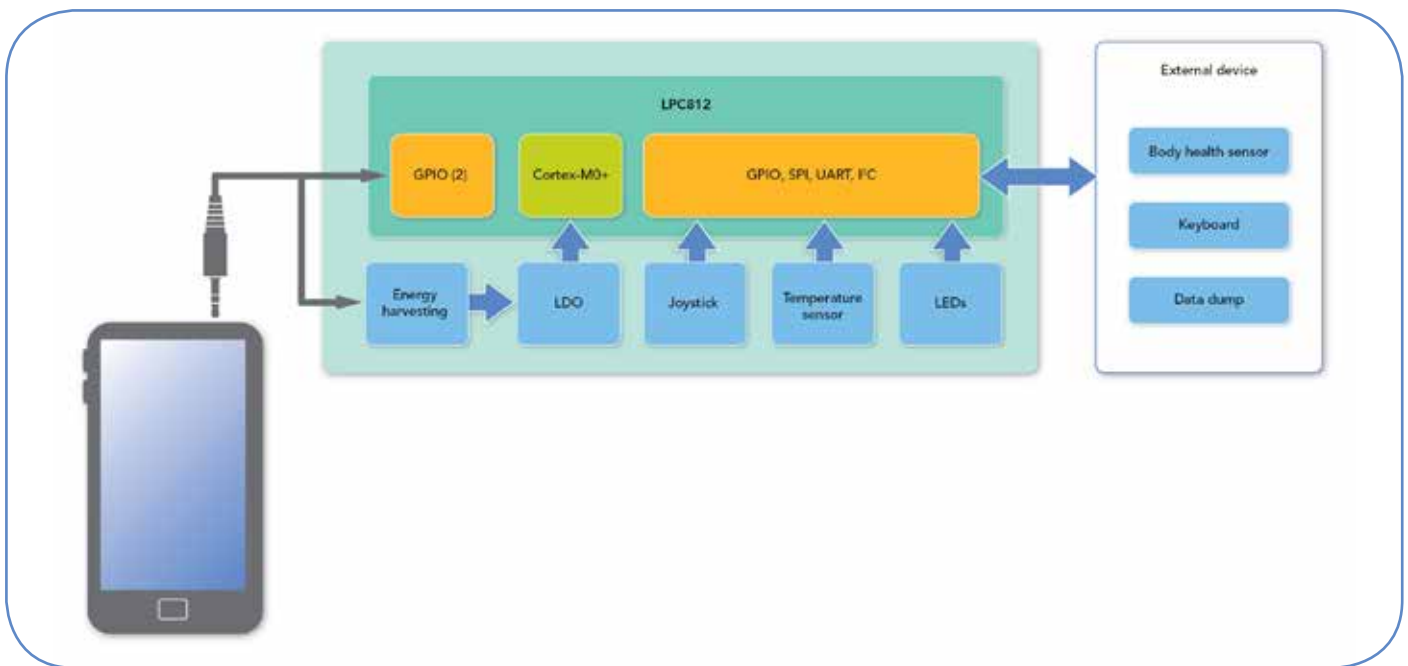 LPC812
GPIO (2)
Cortex-M0+
GPIO, SPI, UART, I²C
Energy
harvesting
LDO
Joystick
Temperature
sensor
LEDs
External device
Body health sensor
Keyboard
Data dump